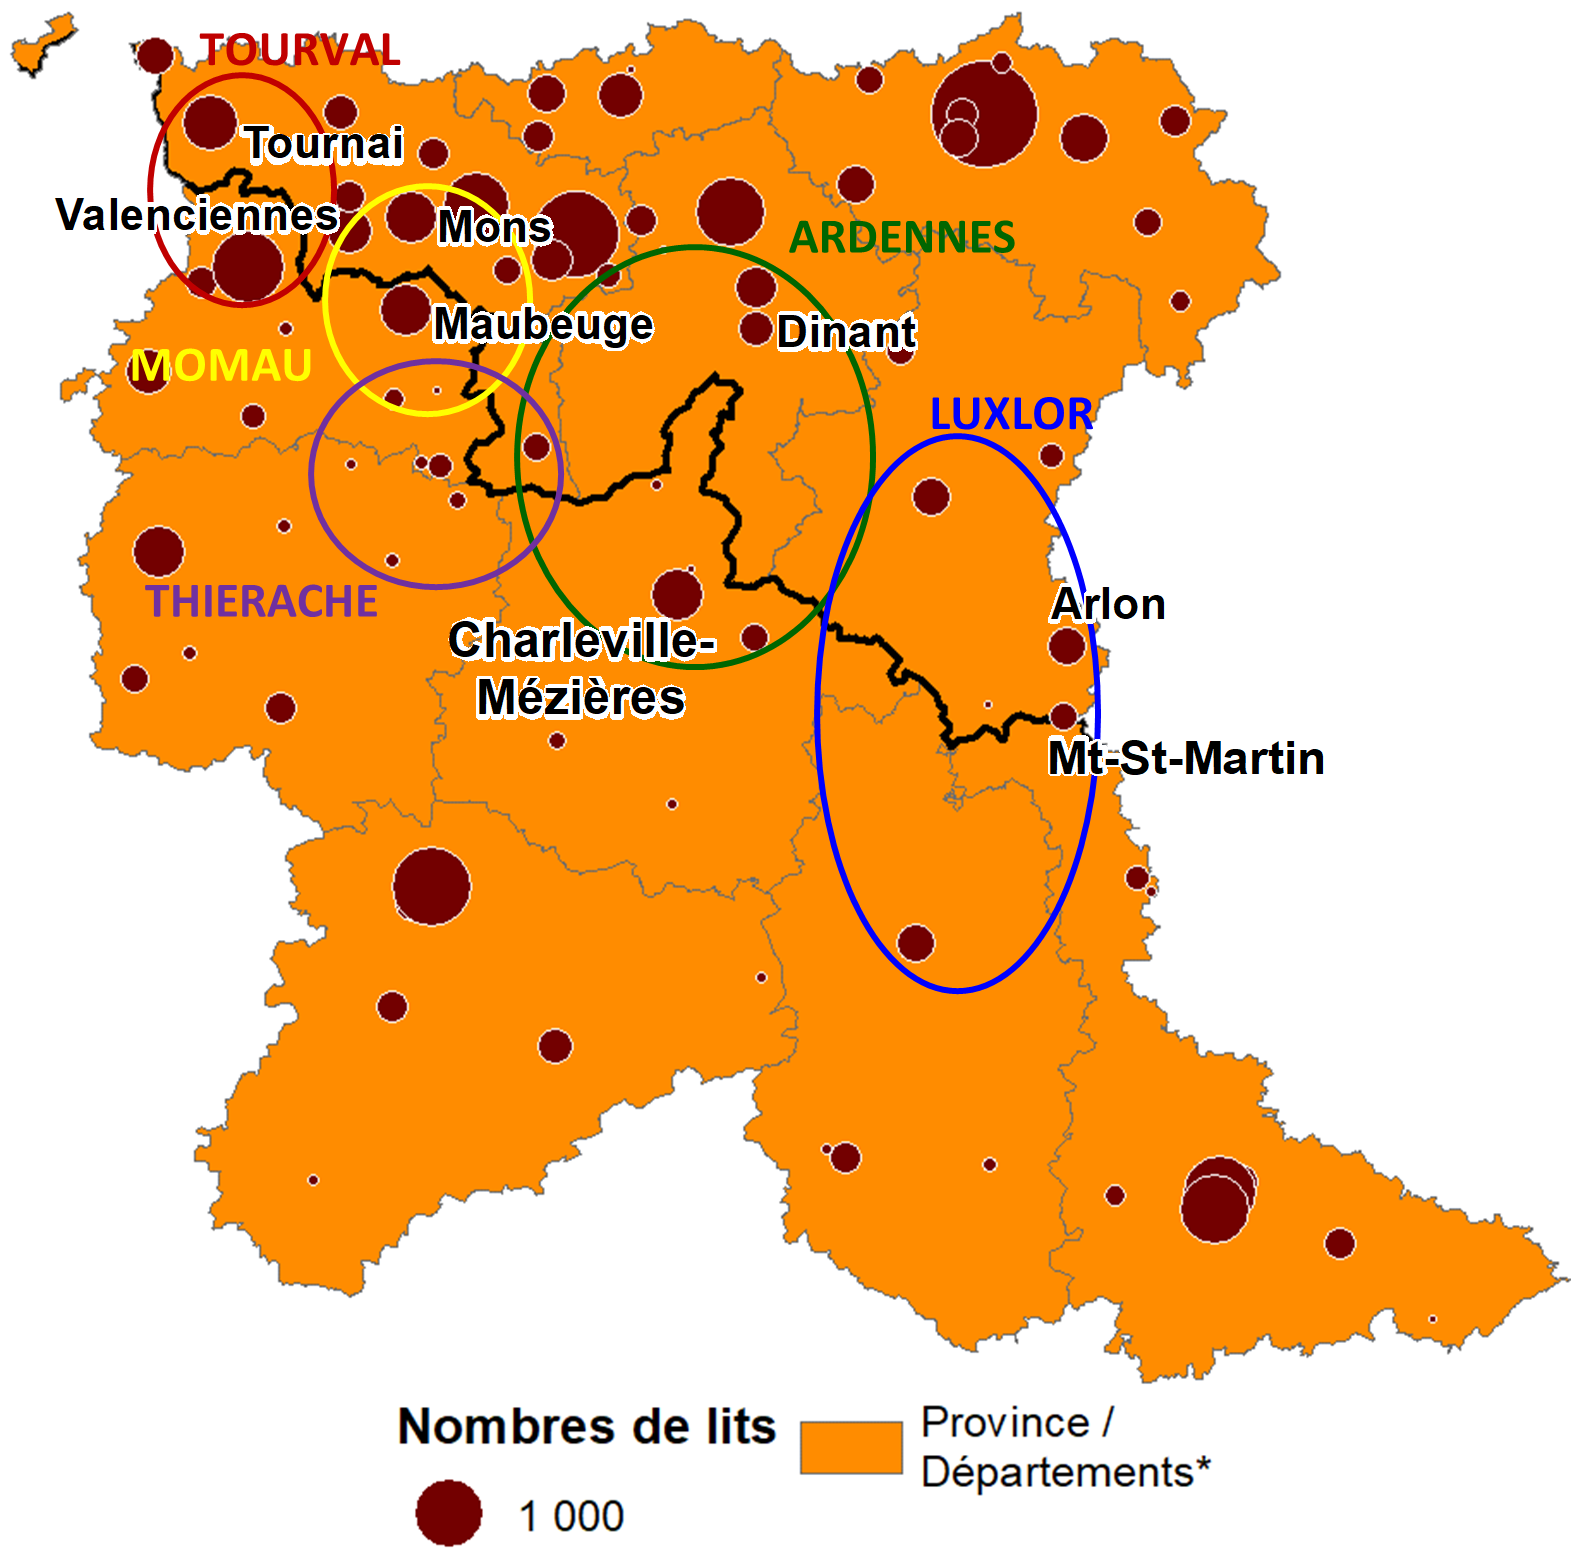 TOURVAL
Tournai
Valenciennes
Mons
ARDENNES
Maubeuge
Dinant
MOMAU
LUXLOR
THIERACHE
Arlon
Charleville-
Mézières
Mt-St-Martin
Nombres de lits
1 000
Province /
Départements*